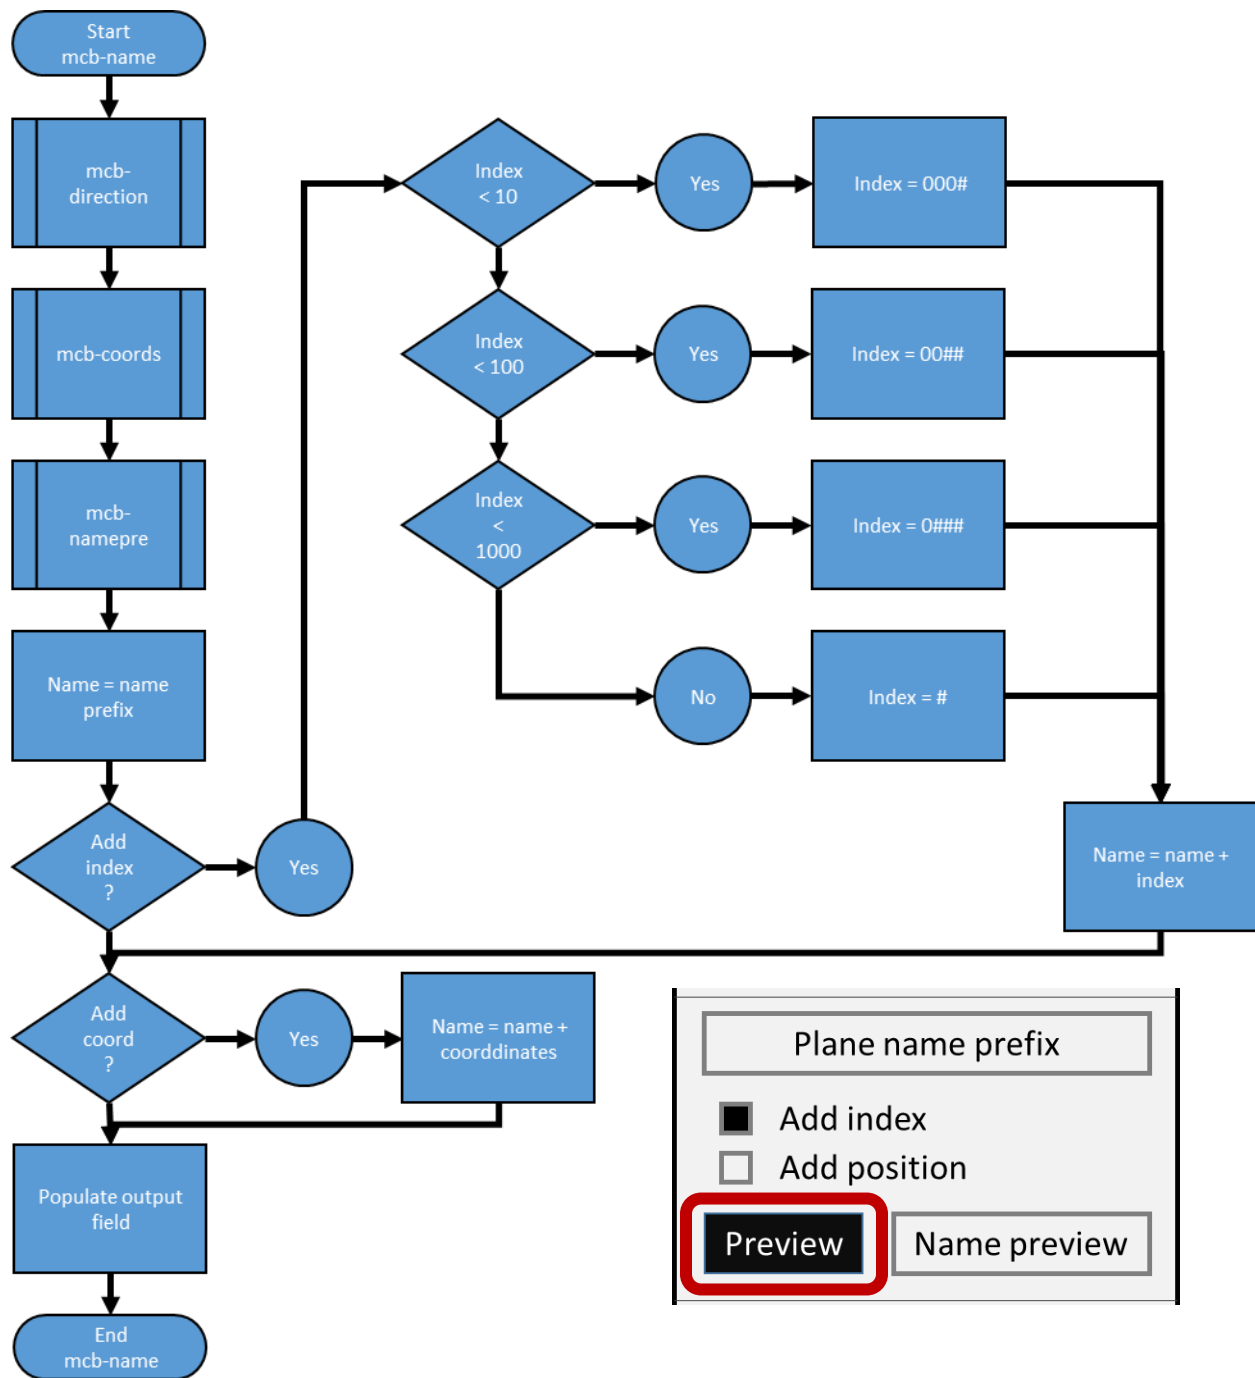 Start
mcb-name
mcb-
direction
mcb-coords
mcb-
namepre
Name = name
prefix
Add
index
?
Yes
Index
< 10
Yes
Index = 000#
Index
< 100
Yes
Index = 00##
Index
<
1000
Yes
Index = 0###
No
Index = #
Name = name +
index
Add
coord
?
Yes
Name = name +
coorddinates
Populate output
field
End
mcb-name
Plane name prefix
Add index
Add position
Preview
Name preview